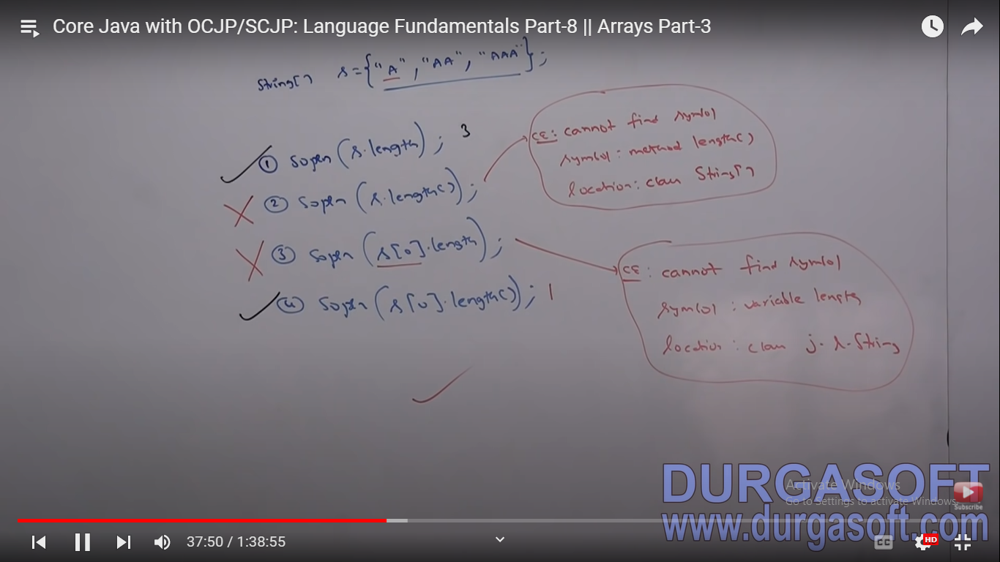 Core Java with OCJP/SCJP: Language Fundamentals Part-8 || Arrays Part-3
String[] s={"A","AA","AAA"};
① Sopln(s.length); 3
② Sopln(s.length());
CE: cannot find symbol
symbol: method length()
location: class String[]
③ Sopln(s[0].length);
CE: cannot find symbol
symbol: variable length
location: class j.l.String
④ Sopln(s[0].length()); 1
DURGASOFT
www.durgasoft.com
Activate Windows
Go to Settings to activate Windows.
Subscribe
37:50 / 1:38:55
CC
HD